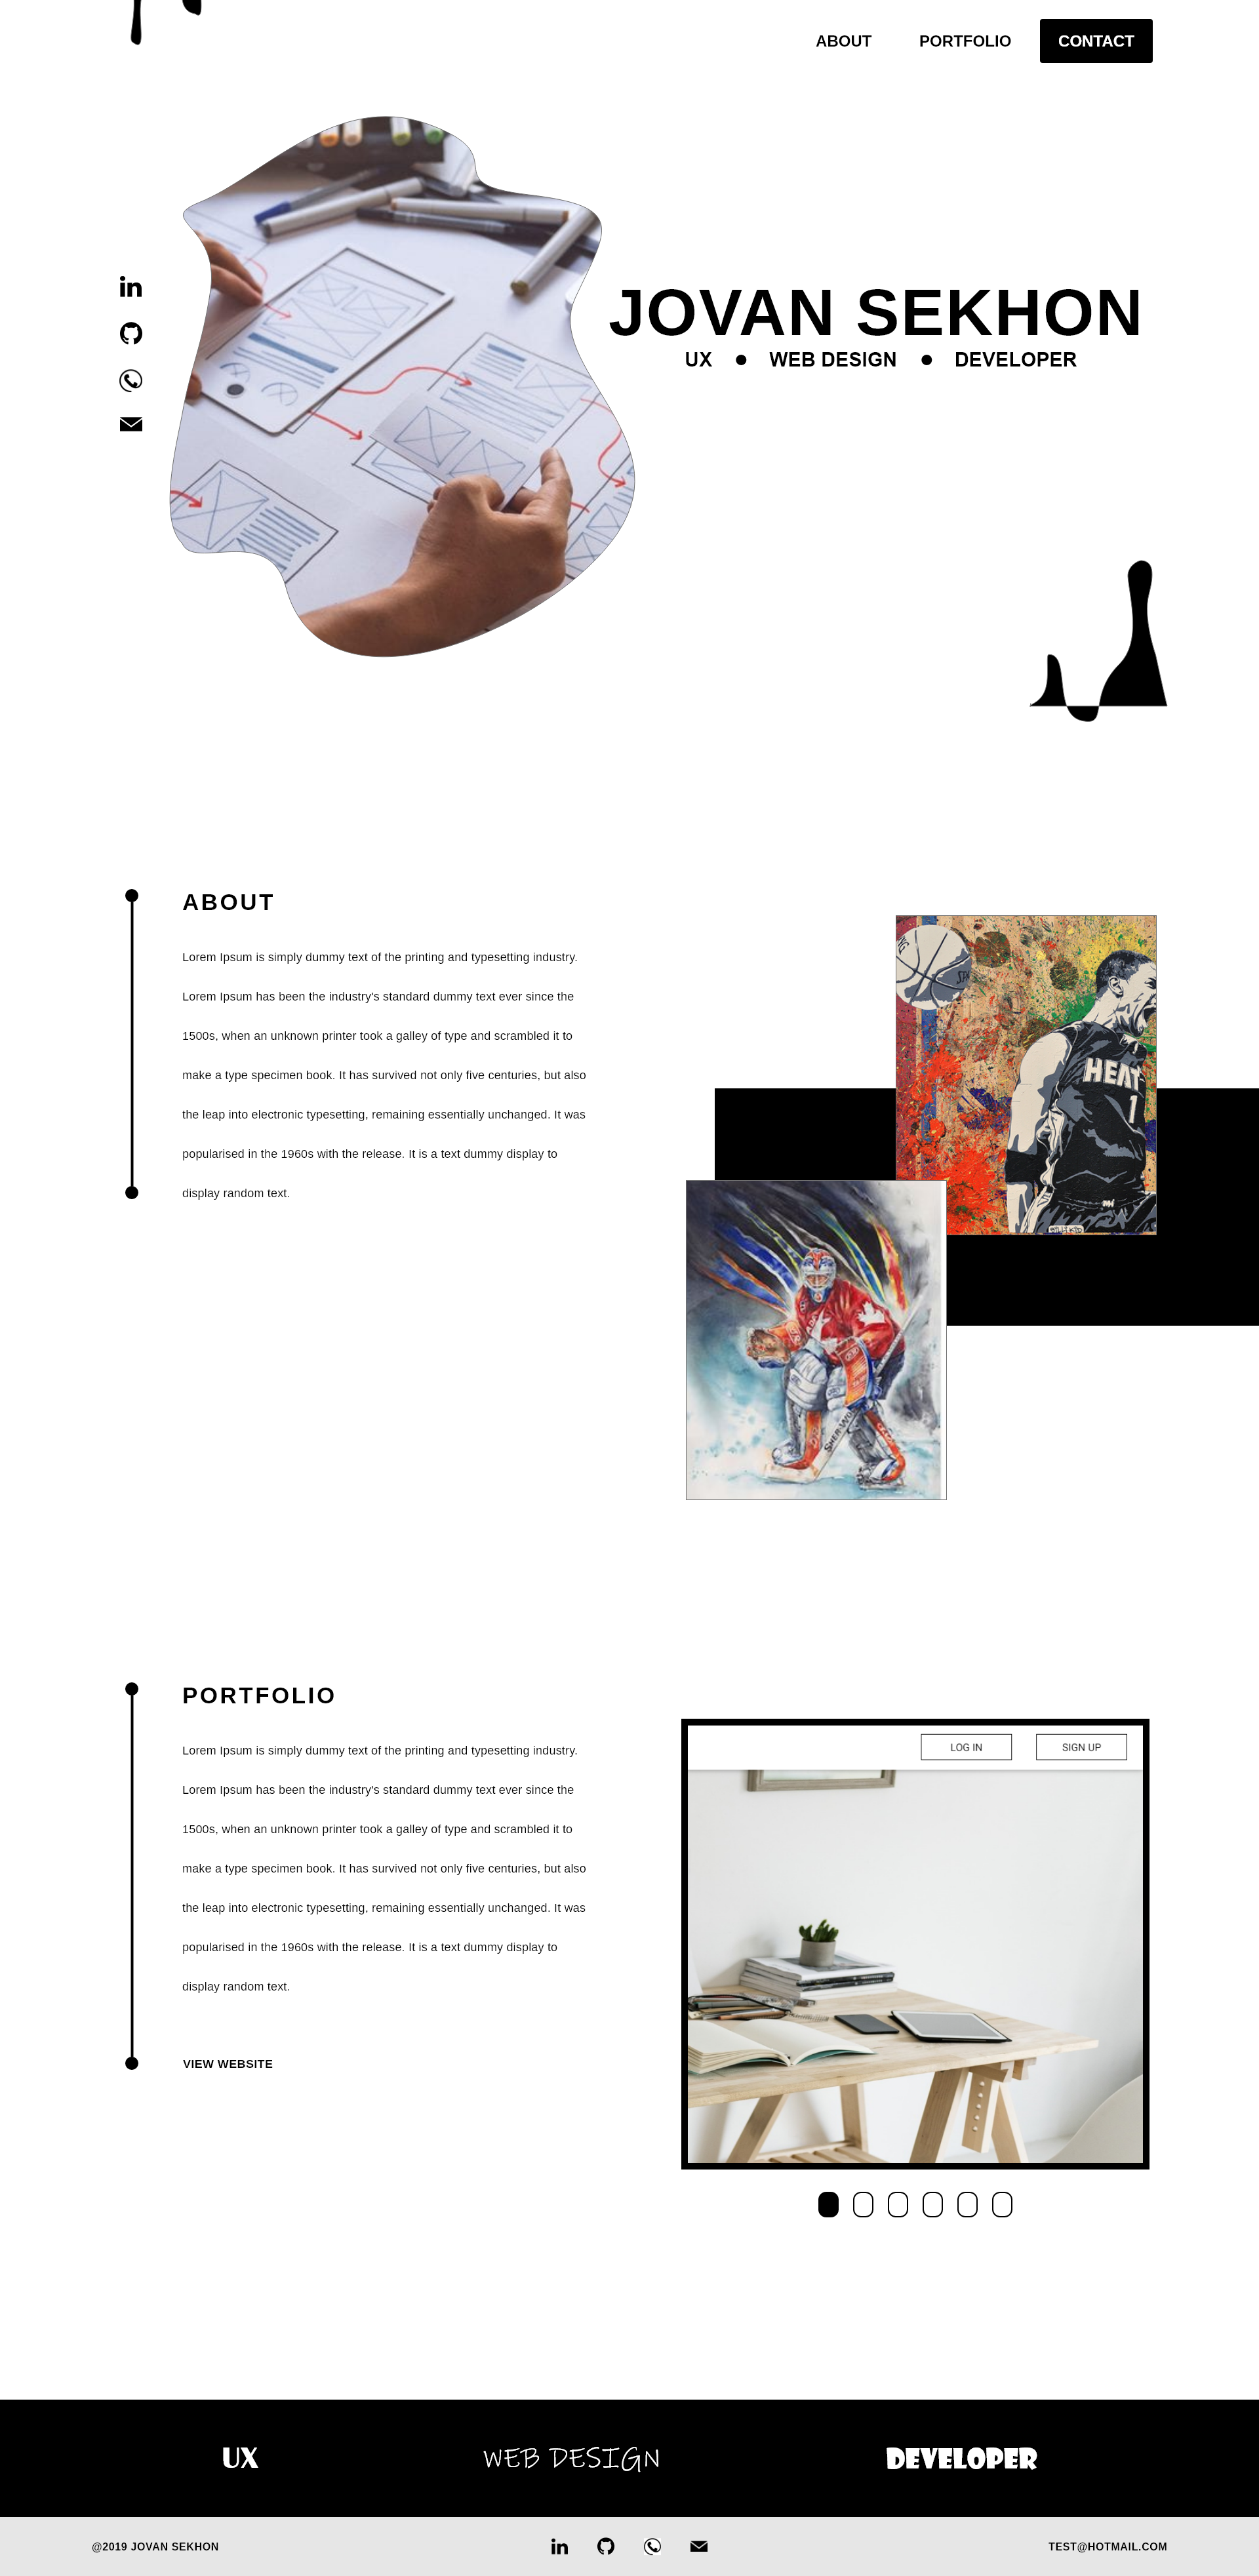 ABOUT PORTFOLIO CONTACT
JOVAN SEKHON
UX ● WEB DESIGN ● DEVELOPER
ABOUT
Lorem Ipsum is simply dummy text of the printing and typesetting industry.
Lorem Ipsum has been the industry's standard dummy text ever since the
1500s, when an unknown printer took a galley of type and scrambled it to
make a type specimen book. It has survived not only five centuries, but also
the leap into electronic typesetting, remaining essentially unchanged. It was
popularised in the 1960s with the release. It is a text dummy display to
display random text.
HEAT
1
PORTFOLIO
Lorem Ipsum is simply dummy text of the printing and typesetting industry.
Lorem Ipsum has been the industry's standard dummy text ever since the
1500s, when an unknown printer took a galley of type and scrambled it to
make a type specimen book. It has survived not only five centuries, but also
the leap into electronic typesetting, remaining essentially unchanged. It was
popularised in the 1960s with the release. It is a text dummy display to
display random text.
VIEW WEBSITE
LOG IN SIGN UP
UX WEB DESIGN DEVELOPER
@2019 JOVAN SEKHON
TEST@HOTMAIL.COM